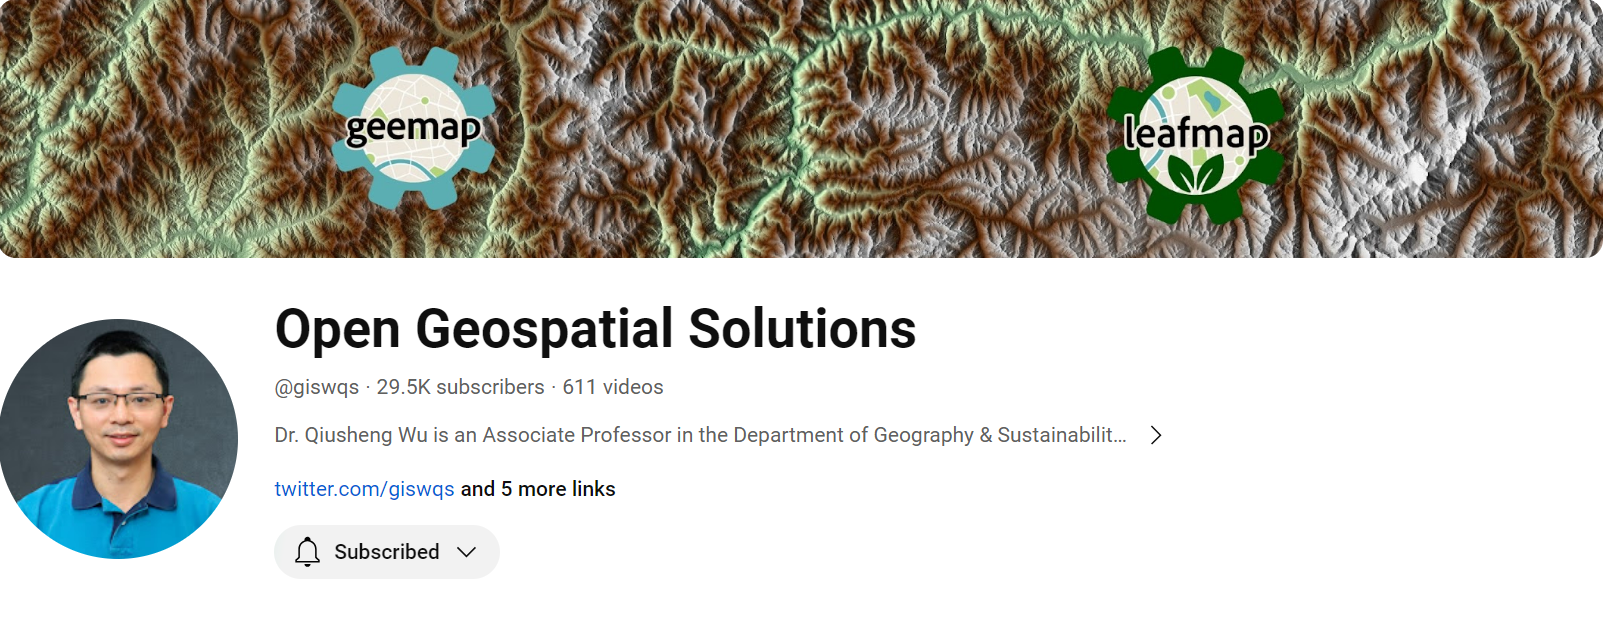 geemap
leafmap
Open Geospatial Solutions
@giswqs · 29.5K subscribers · 611 videos
Dr. Qiusheng Wu is an Associate Professor in the Department of Geography & Sustainabilit...
twitter.com/giswqs and 5 more links
Subscribed